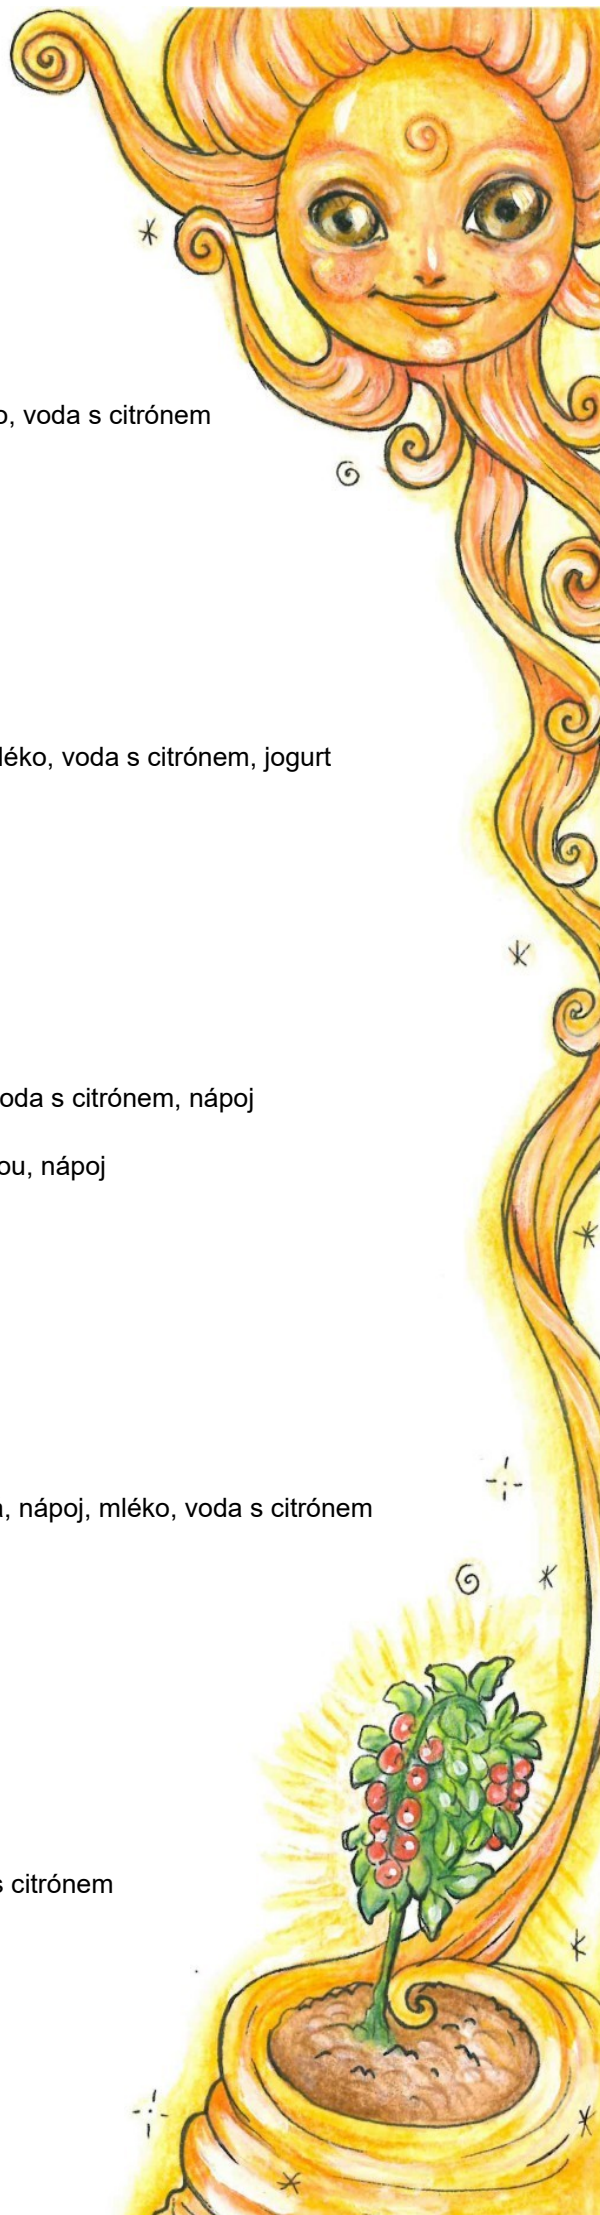 , voda s citrónem
léko, voda s citrónem, jogurt
oda s citrónem, nápoj
ou, nápoj
, nápoj, mléko, voda s citrónem
s citrónem